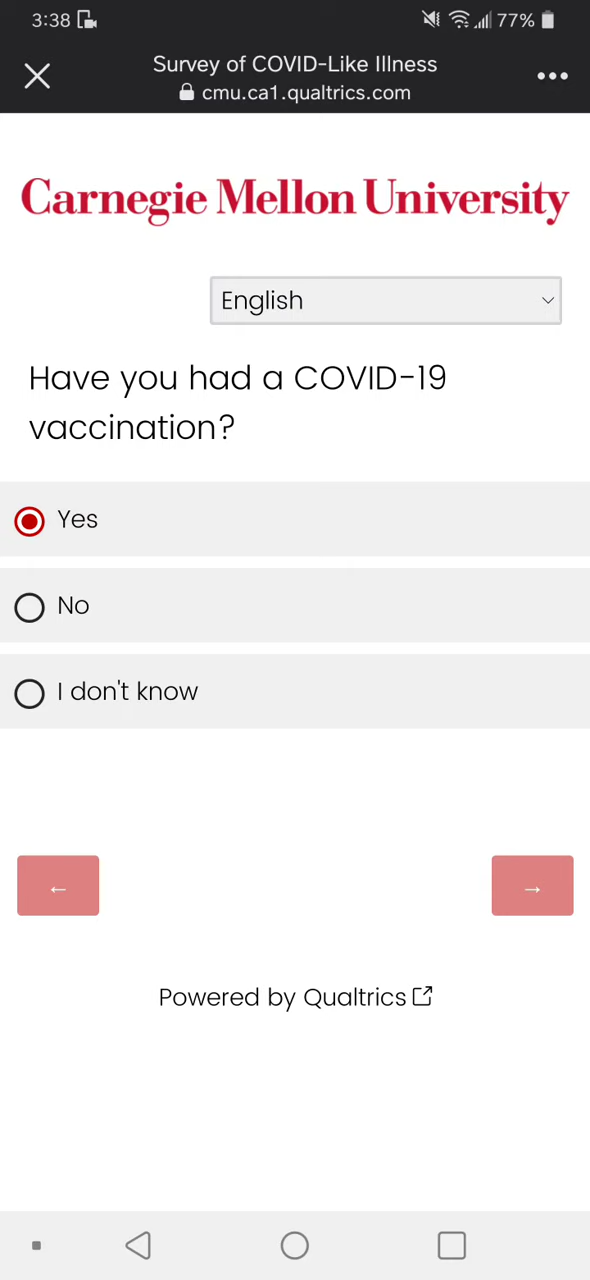 3:38 77%
Survey of COVID-Like Illness
cmu.ca1.qualtrics.com
Carnegie Mellon University
English
Have you had a COVID-19
vaccination?
Yes
No
I don't know
← →
Powered by Qualtrics